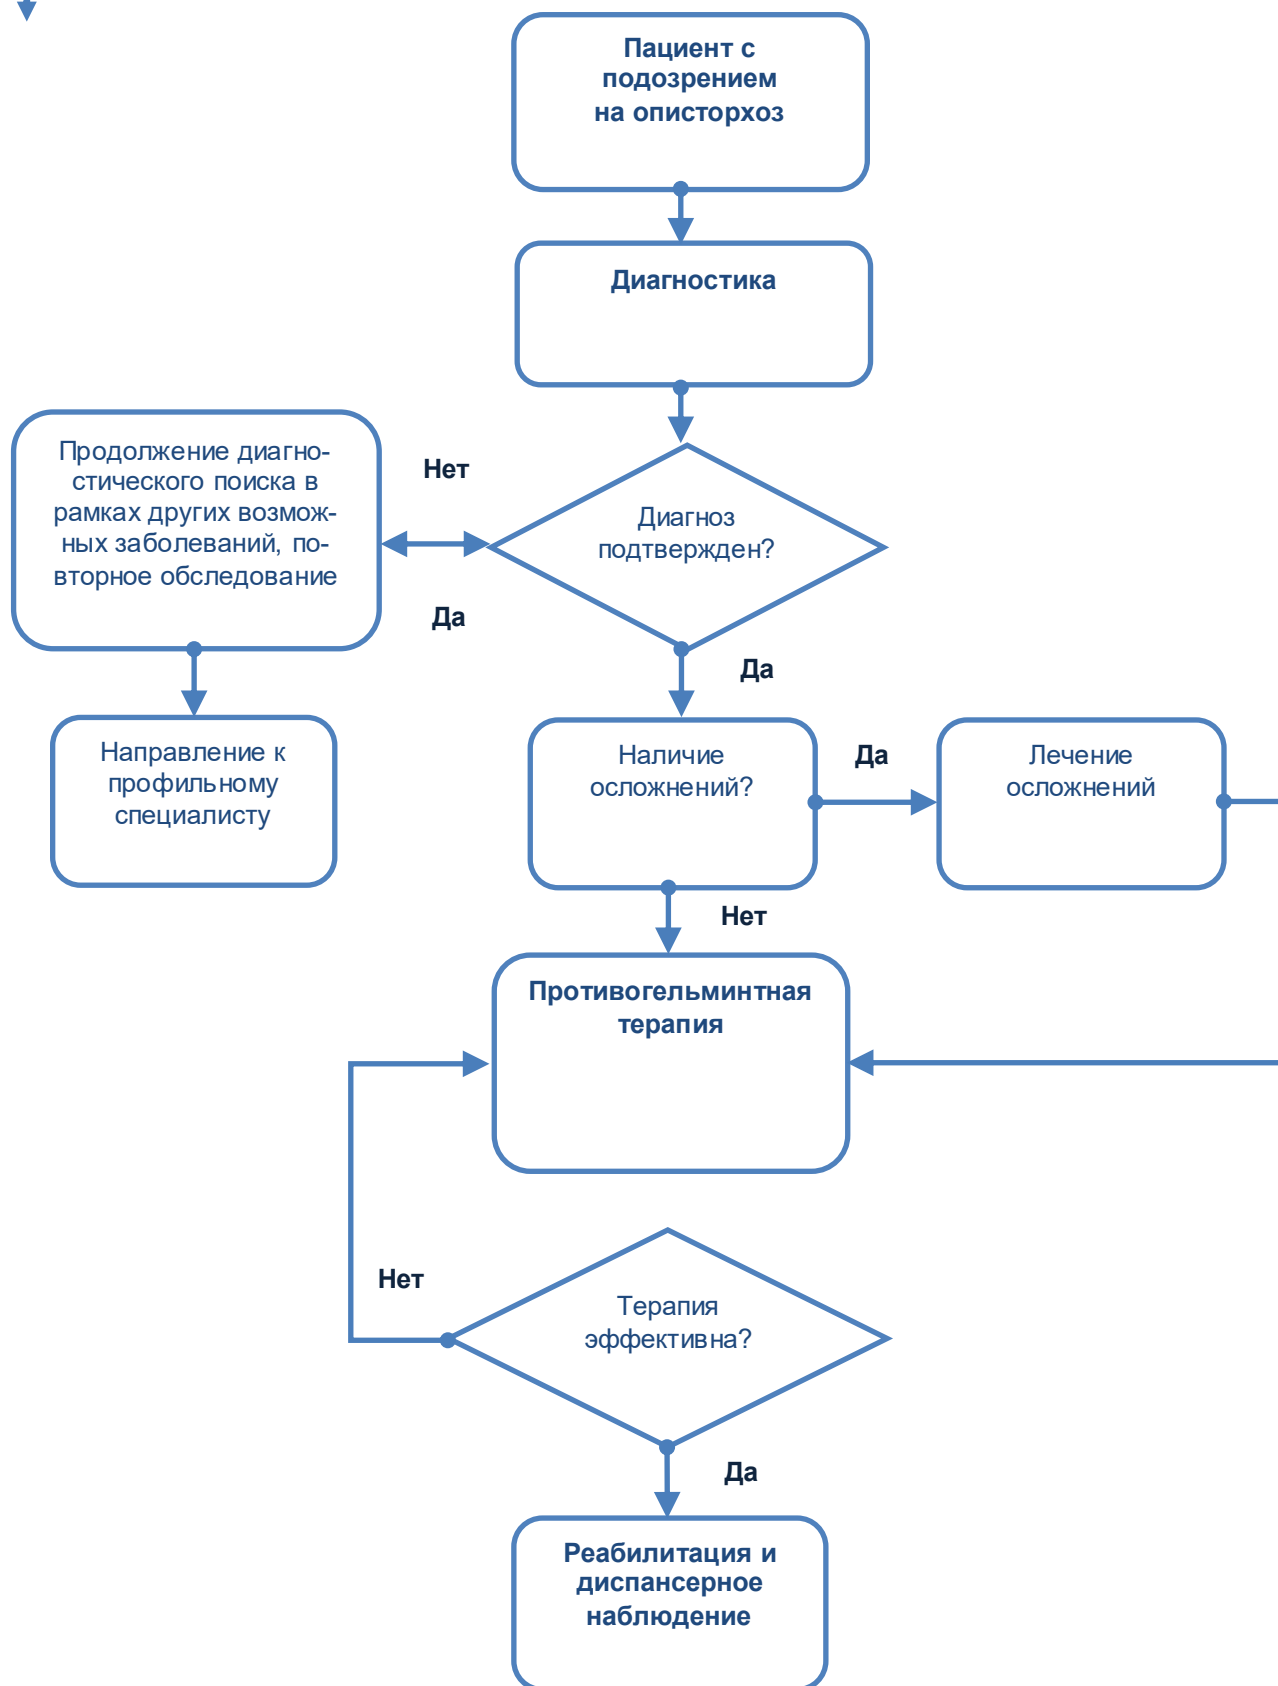 Пациент с
подозрением
на описторхоз
Диагностика
Продолжение диагно-
стического поиска в
рамках других возмож-
ных заболеваний, по-
вторное обследование
Нет
Диагноз
подтвержден?
Да
Да
Направление к
профильному
специалисту
Наличие
осложнений?
Да
Лечение
осложнений
Нет
Противогельминтная
терапия
Нет
Терапия
эффективна?
Да
Реабилитация и
диспансерное
наблюдение